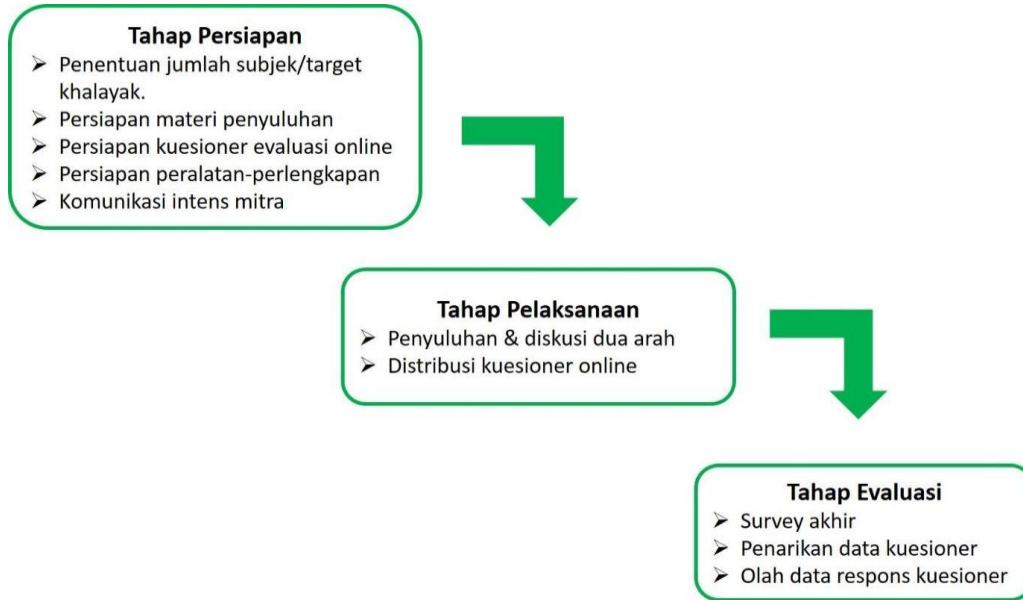 Tahap Persiapan
➢ Penentuan jumlah subjek/target
khalayak.
➢ Persiapan materi penyuluhan
➢ Persiapan kuesioner evaluasi online
➢ Persiapan peralatan-perlengkapan
➢ Komunikasi intens mitra
Tahap Pelaksanaan
➢ Penyuluhan & diskusi dua arah
➢ Distribusi kuesioner online
Tahap Evaluasi
➢ Survey akhir
➢ Penarikan data kuesioner
➢ Olah data respons kuesioner